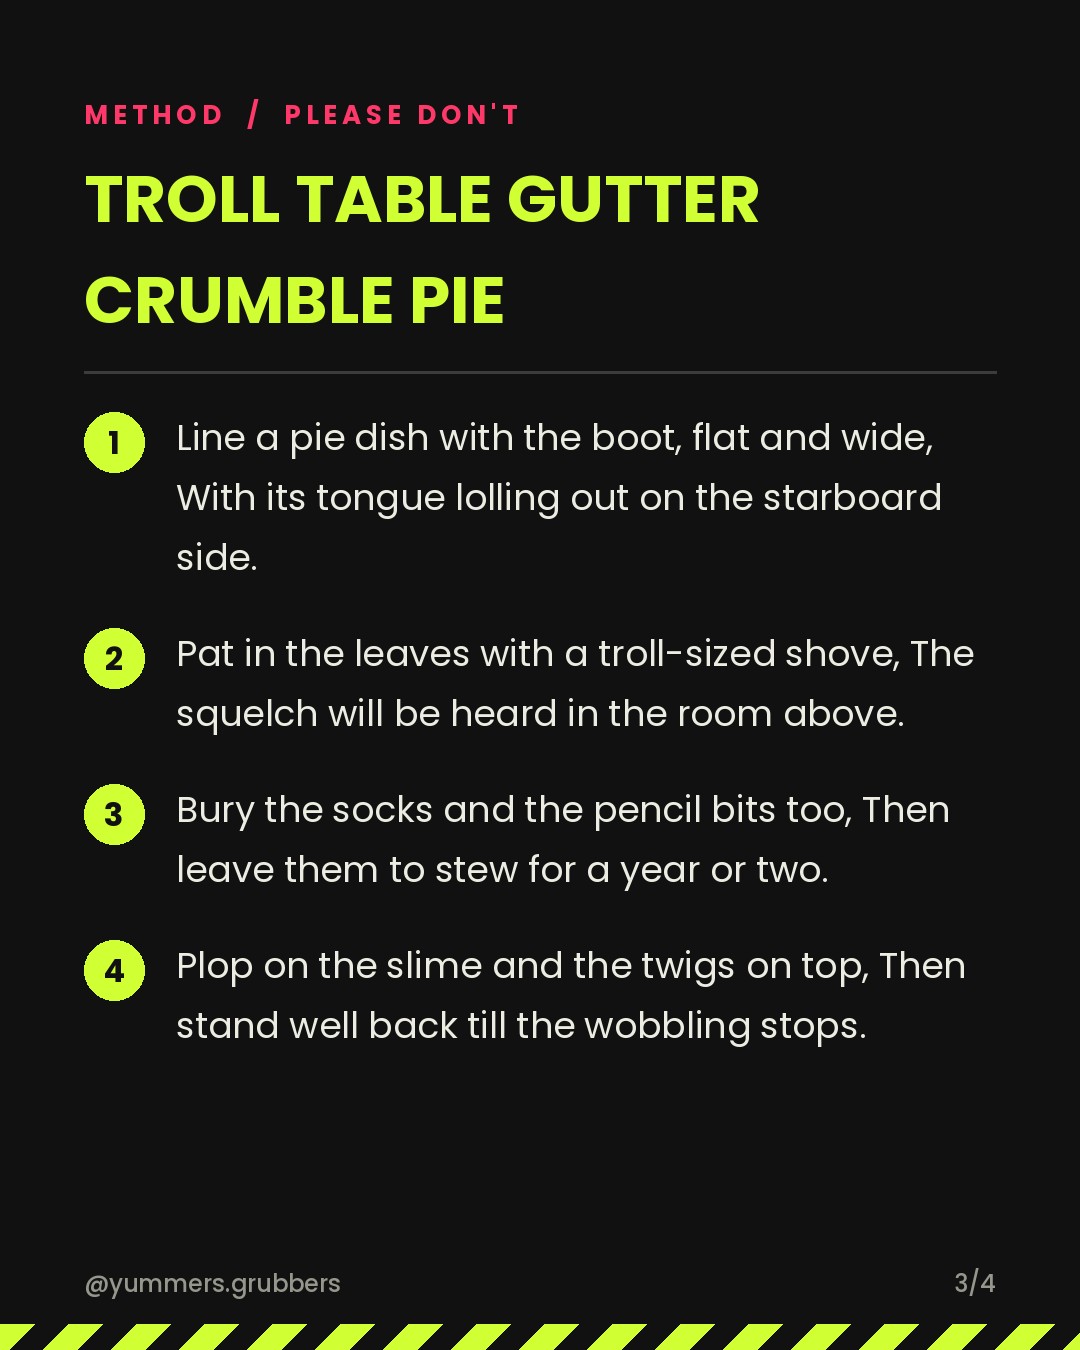 METHOD / PLEASE DON'T
TROLL TABLE GUTTER
CRUMBLE PIE
1 Line a pie dish with the boot, flat and wide,
With its tongue lolling out on the starboard
side.
2 Pat in the leaves with a troll-sized shove, The
squelch will be heard in the room above.
3 Bury the socks and the pencil bits too, Then
leave them to stew for a year or two.
4 Plop on the slime and the twigs on top, Then
stand well back till the wobbling stops.
@yummers.grubbers 3/4